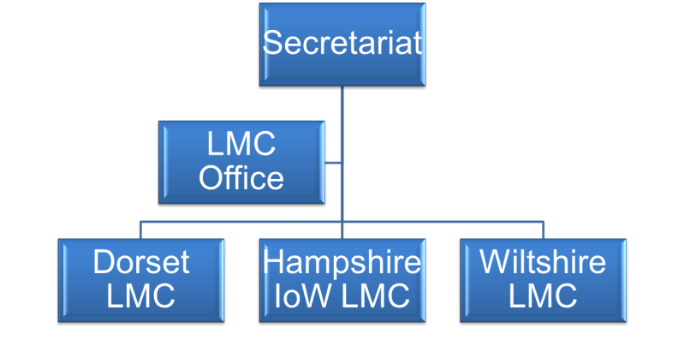 Secretariat
LMC
Office
Dorset
LMC
Hampshire
IoW LMC
Wiltshire
LMC